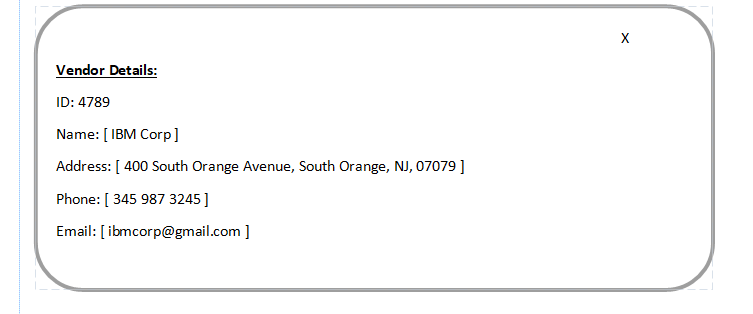 X
Vendor Details:
ID: 4789
Name: [ IBM Corp ]
Address: [ 400 South Orange Avenue, South Orange, NJ, 07079 ]
Phone: [ 345 987 3245 ]
Email: [ ibmcorp@gmail.com ]